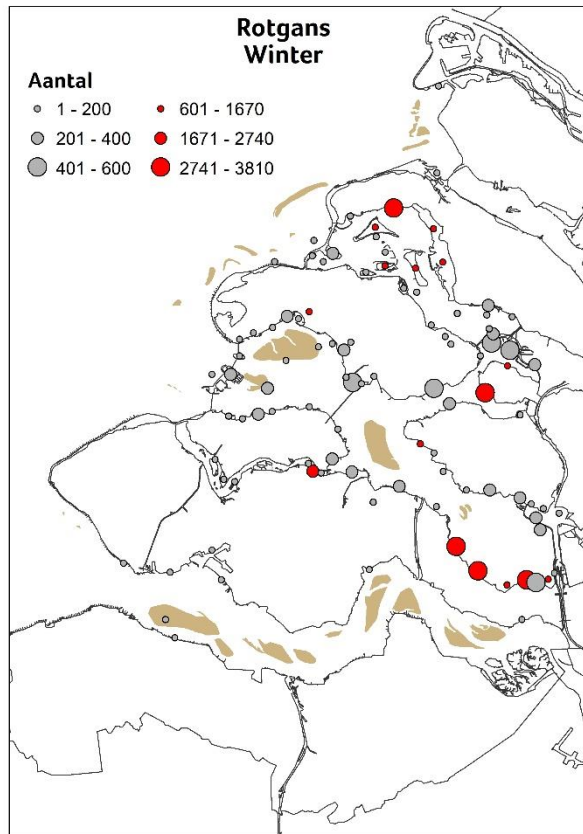 Rotgans
Winter
Aantal
1 - 200 601 - 1670
201 - 400 1671 - 2740
401 - 600 2741 - 3810